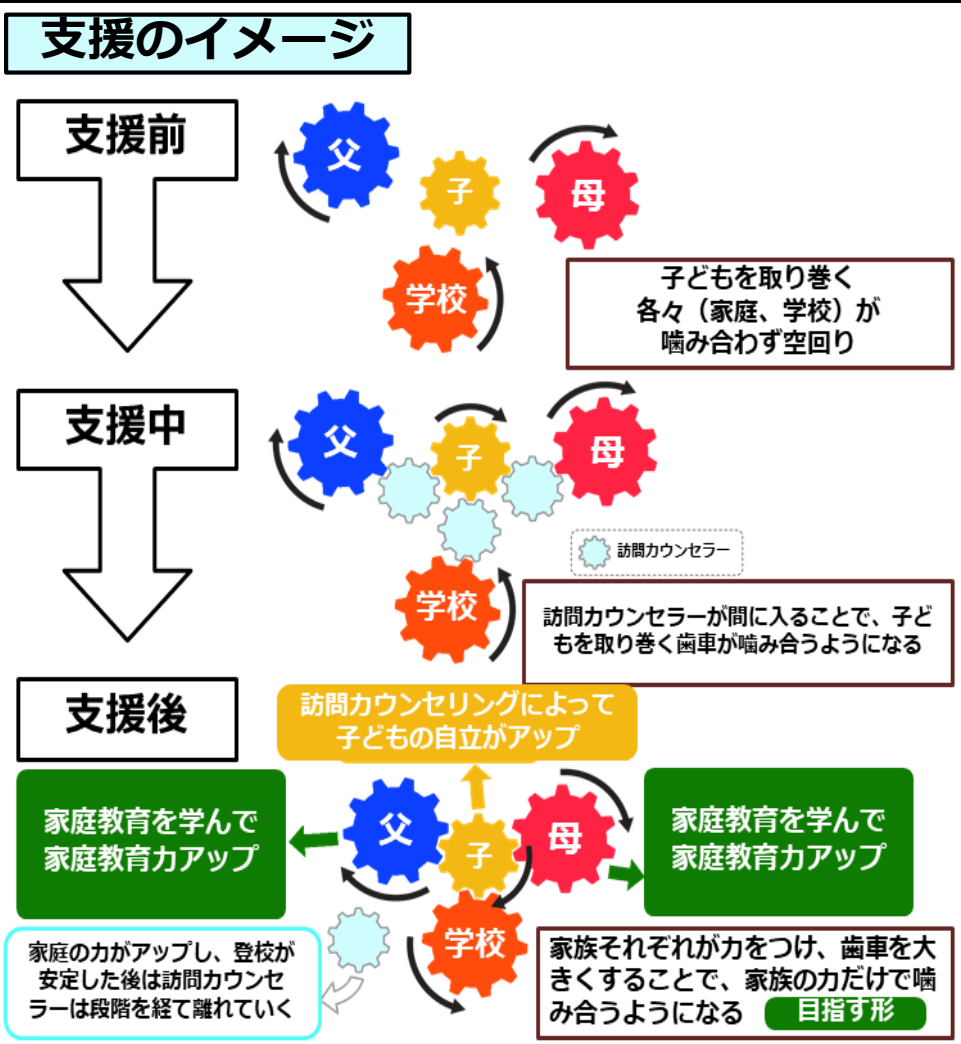 支援のイメージ
支援前
父
子
母
学校
子どもを取り巻く
各々（家庭、学校）が
噛み合わず空回り
支援中
父
子
母
学校
訪問カウンセラー
訪問カウンセラーが間に入ることで、子ど
もを取り巻く歯車が噛み合うようになる
支援後
訪問カウンセリングによって
子どもの自立がアップ
家庭教育を学んで
家庭教育力アップ
父
子
母
学校
家庭教育を学んで
家庭教育力アップ
家庭の力がアップし、登校が
安定した後は訪問カウンセ
ラーは段階を経て離れていく
家族それぞれが力をつけ、歯車を大
きくすることで、家族の力だけで噛
み合うようになる
目指す形